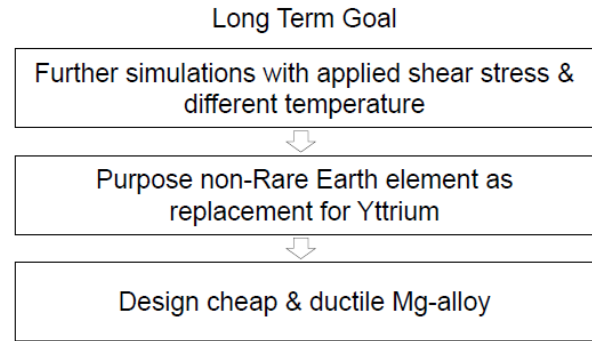 Long Term Goal
Further simulations with applied shear stress &
different temperature
Purpose non-Rare Earth element as
replacement for Yttrium
Design cheap & ductile Mg-alloy